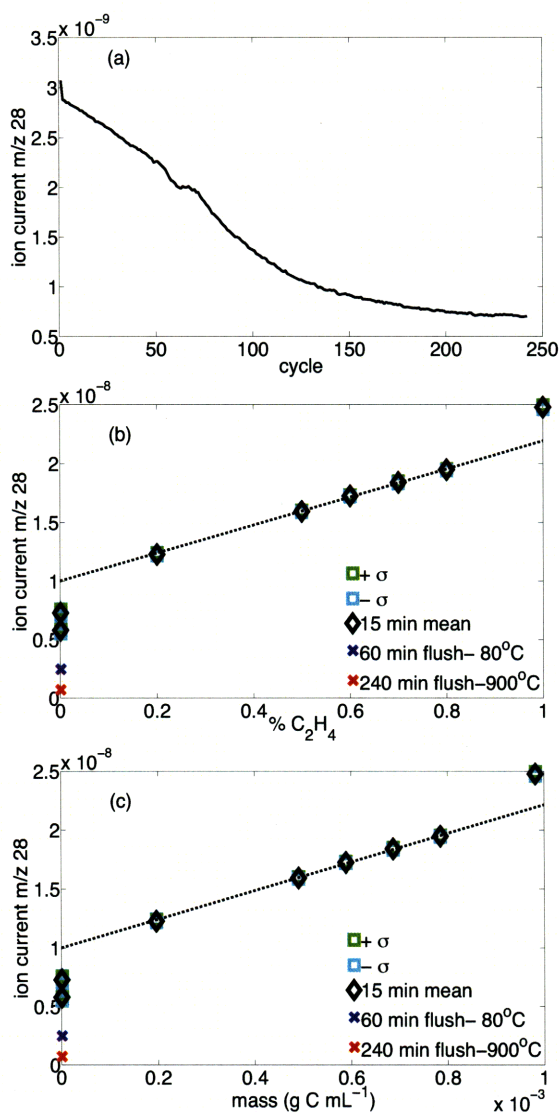 3.5 x 10⁻⁹
(a)
3
2.5
2
1.5
1
0.5
ion current m/z 28
0 50 100 150 200 250
cycle
2.5 x 10⁻⁸
(b)
2
1.5
1
0.5
0
ion current m/z 28
+ σ
− σ
15 min mean
60 min flush− 80°C
240 min flush−900°C
0 0.2 0.4 0.6 0.8 1
% C₂H₄
2.5 x 10⁻⁸
(c)
2
1.5
1
0.5
0
ion current m/z 28
+ σ
− σ
15 min mean
60 min flush− 80°C
240 min flush−900°C
0 0.2 0.4 0.6 0.8 1
mass (g C mL⁻¹)
x 10⁻³